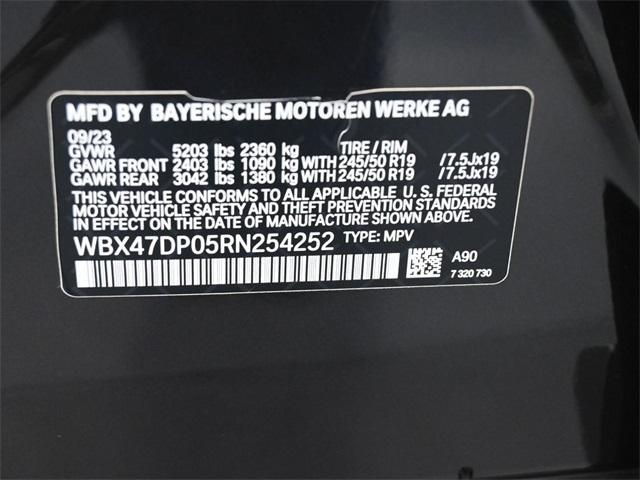 MFD BY BAYERISCHE MOTOREN WERKE AG
09/23
GVWR 5203 lbs 2360 kg TIRE / RIM
GAWR FRONT 2403 lbs 1090 kg WITH 245/50 R19 /7.5Jx19
GAWR REAR 3042 lbs 1380 kg WITH 245/50 R19 /7.5Jx19
THIS VEHICLE CONFORMS TO ALL APPLICABLE U. S. FEDERAL
MOTOR VEHICLE SAFETY AND THEFT PREVENTION STANDARDS
IN EFFECT ON THE DATE OF MANUFACTURE SHOWN ABOVE.
WBX47DP05RN254252 TYPE: MPV
A90
7 320 730